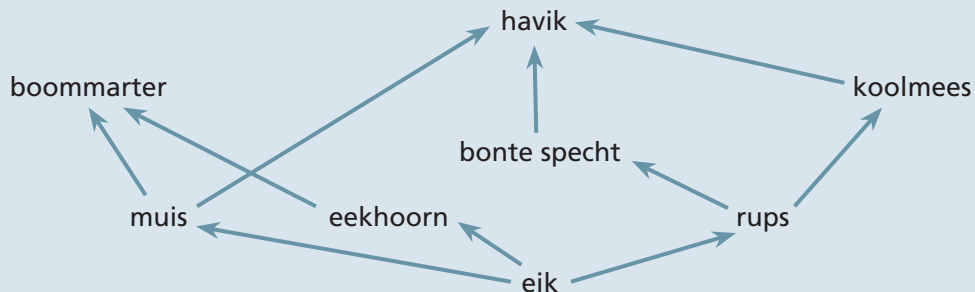 havik
boommarter
koolmees
bonte specht
muis
eekhoorn
rups
eik